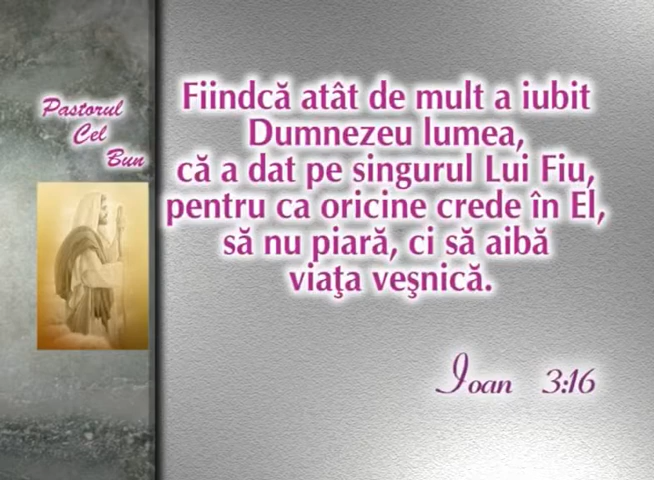 Pastorul
Cel
Bun
Fiindcă atât de mult a iubit
Dumnezeu lumea,
că a dat pe singurul Lui Fiu,
pentru ca oricine crede în El,
să nu piară, ci să aibă
viaţa veşnică.
Ioan 3:16